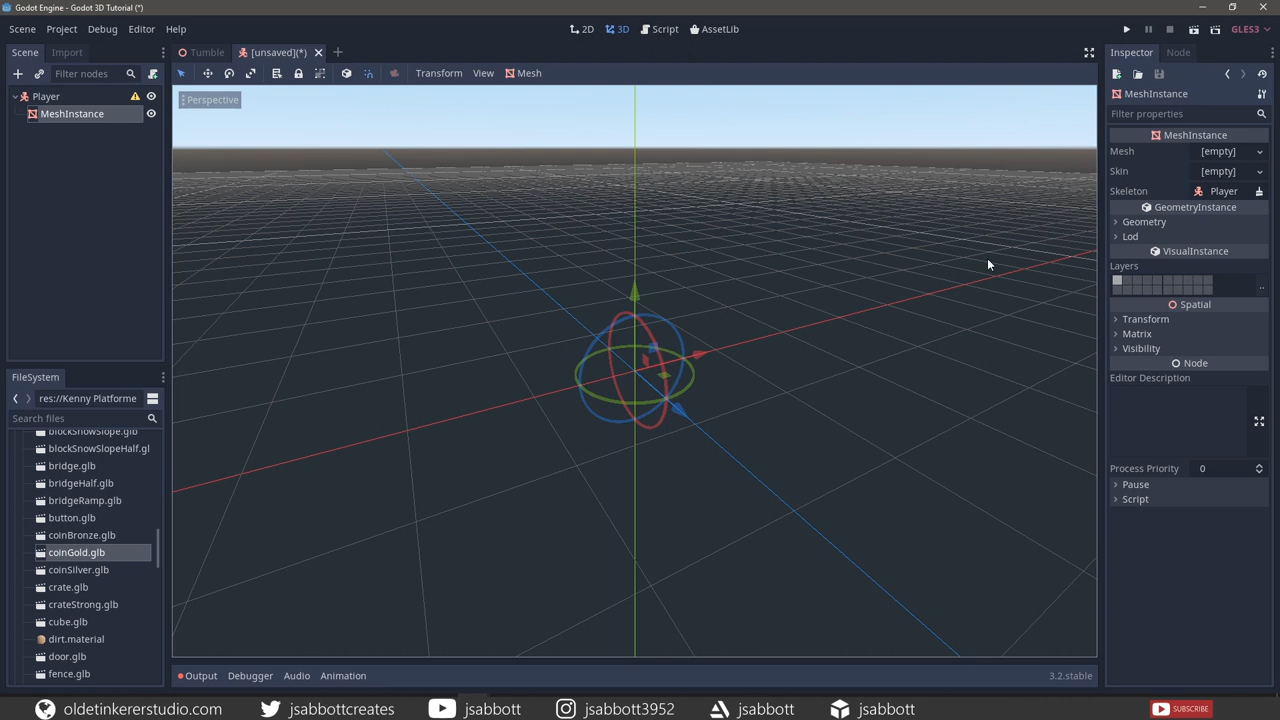 Godot Engine - Godot 3D Tutorial (*)
Scene Project Debug Editor Help
2D 3D Script AssetLib
GLES3
Scene Import
Tumble [unsaved](*)
Inspector Node
Filter nodes
Transform View Mesh
Player
MeshInstance
Perspective
MeshInstance
Filter properties
MeshInstance
Mesh [empty]
Skin [empty]
Skeleton Player
GeometryInstance
Geometry
Lod
VisualInstance
Layers
..
Spatial
Transform
Matrix
Visibility
Node
Editor Description
Process Priority 0
Pause
Script
FileSystem
res://Kenny Platforme
Search files
blockSnowSlope.glb
blockSnowSlopeHalf.gl
bridge.glb
bridgeHalf.glb
bridgeRamp.glb
button.glb
coinBronze.glb
coinGold.glb
coinSilver.glb
crate.glb
crateStrong.glb
cube.glb
dirt.material
door.glb
fence.glb
Output Debugger Audio Animation
3.2.stable
oldetinkererstudio.com jsabbottcreates jsabbott jsabbott3952 jsabbott jsabbott SUBSCRIBE